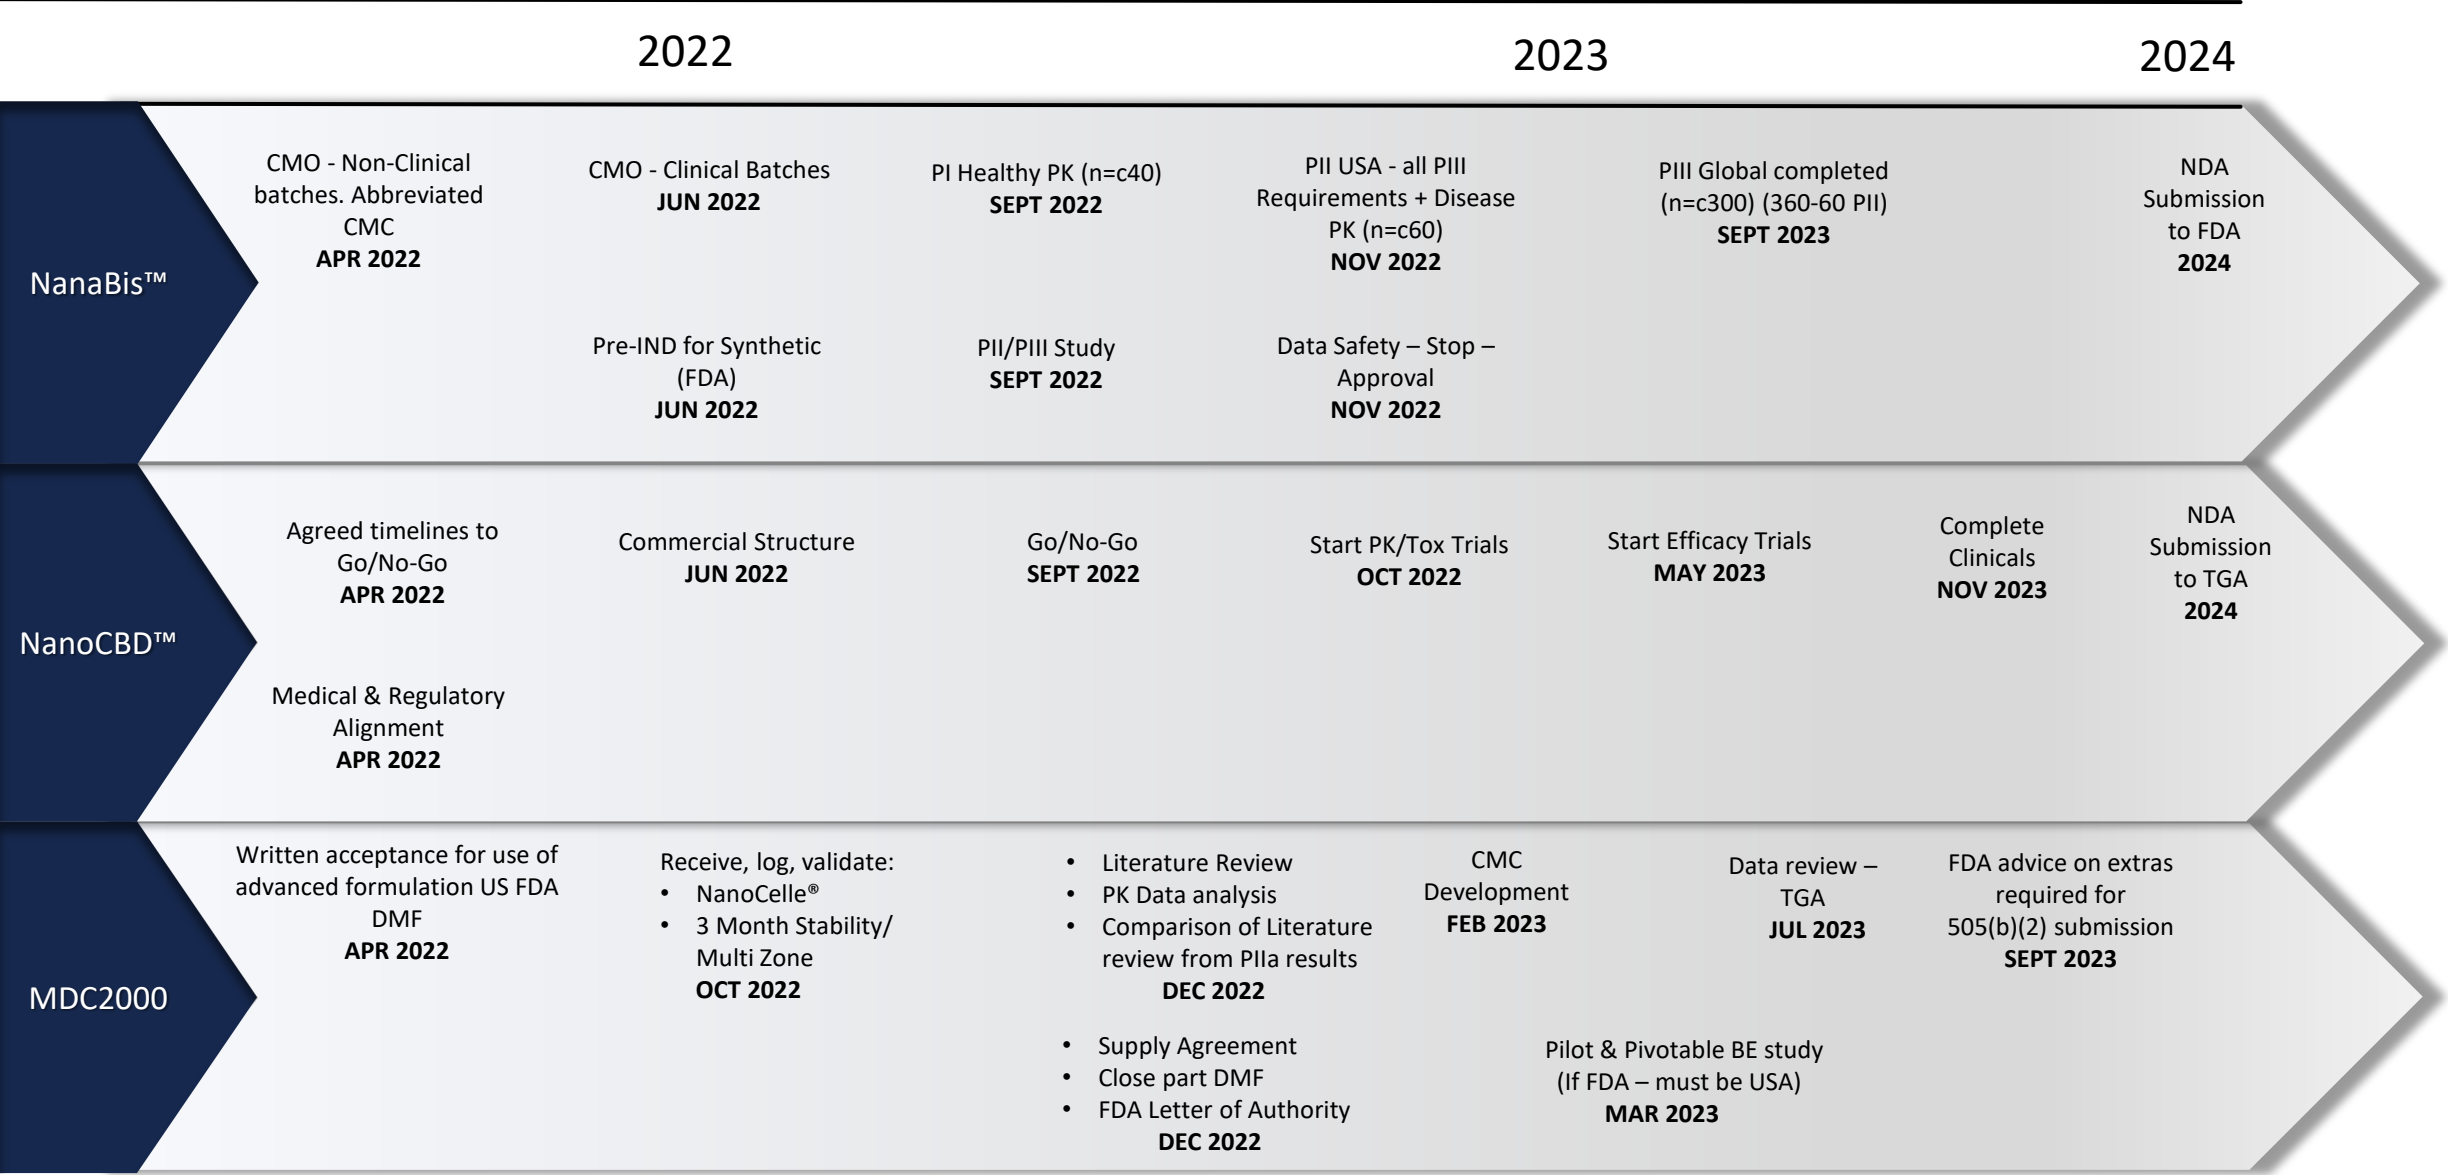 2022
2023
2024
NanaBis™
CMO - Non-Clinical
batches. Abbreviated
CMC
APR 2022
CMO - Clinical Batches
JUN 2022
PI Healthy PK (n=c40)
SEPT 2022
PII USA - all PIII
Requirements + Disease
PK (n=c60)
NOV 2022
PIII Global completed
(n=c300) (360-60 PII)
SEPT 2023
NDA
Submission
to FDA
2024
Pre-IND for Synthetic
(FDA)
JUN 2022
PII/PIII Study
SEPT 2022
Data Safety – Stop –
Approval
NOV 2022
NanoCBD™
Agreed timelines to
Go/No-Go
APR 2022
Commercial Structure
JUN 2022
Go/No-Go
SEPT 2022
Start PK/Tox Trials
OCT 2022
Start Efficacy Trials
MAY 2023
Complete
Clinicals
NOV 2023
NDA
Submission
to TGA
2024
Medical & Regulatory
Alignment
APR 2022
MDC2000
Written acceptance for use of
advanced formulation US FDA
DMF
APR 2022
Receive, log, validate:
• NanoCelle®
• 3 Month Stability/
Multi Zone
OCT 2022
• Literature Review
• PK Data analysis
• Comparison of Literature
review from PIIa results
DEC 2022
CMC
Development
FEB 2023
Data review –
TGA
JUL 2023
FDA advice on extras
required for
505(b)(2) submission
SEPT 2023
• Supply Agreement
• Close part DMF
• FDA Letter of Authority
DEC 2022
Pilot & Pivotable BE study
(If FDA – must be USA)
MAR 2023